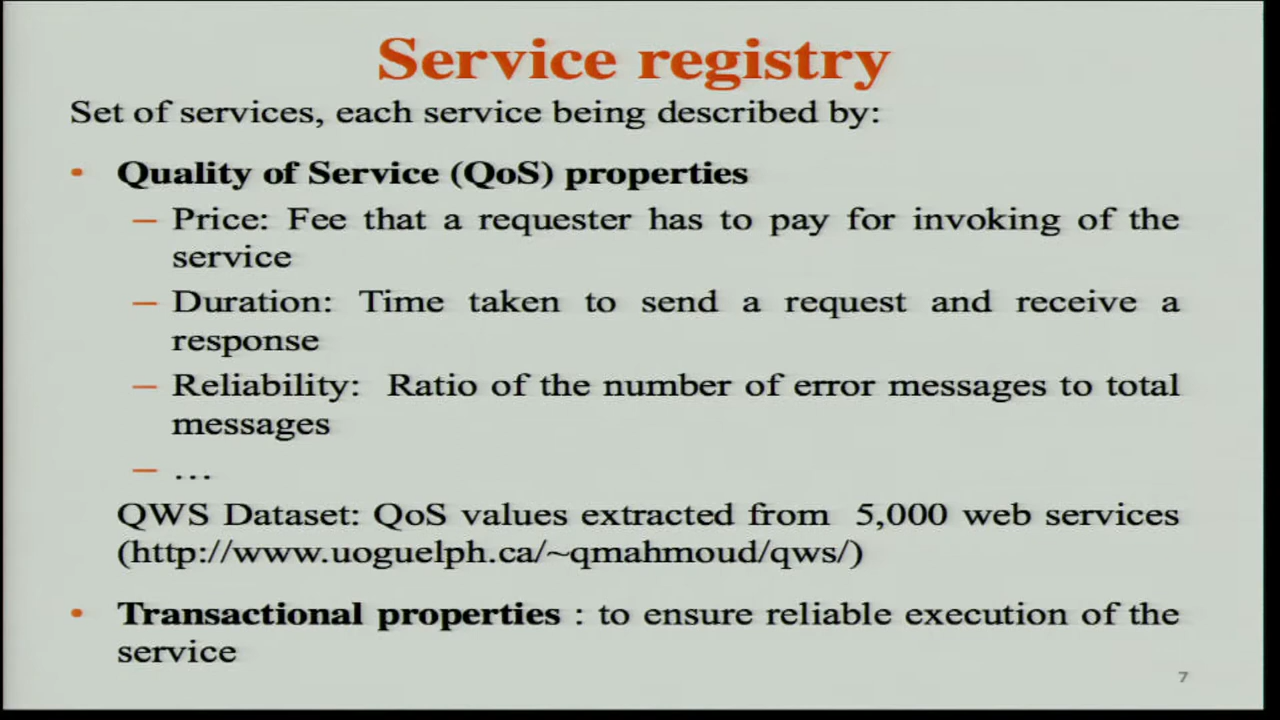 Service registry
Set of services, each service being described by:
• Quality of Service (QoS) properties
– Price: Fee that a requester has to pay for invoking of the
service
– Duration: Time taken to send a request and receive a
response
– Reliability: Ratio of the number of error messages to total
messages
– …
QWS Dataset: QoS values extracted from 5,000 web services
(http://www.uoguelph.ca/~qmahmoud/qws/)
• Transactional properties : to ensure reliable execution of the
service
7